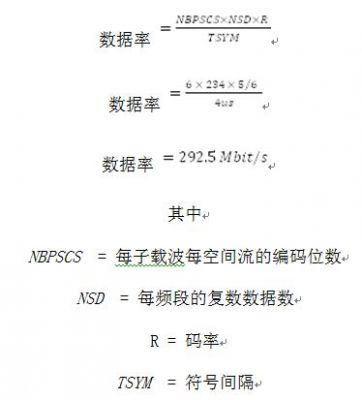 数据率 = NBPSCS×NSD×R / TSYM
数据率 = 6×234×5/6 / 4us
数据率 = 292.5 Mbit/s
其中
NBPSCS = 每子载波每空间流的编码位数
NSD = 每频段的复数数据数
R = 码率
TSYM = 符号间隔